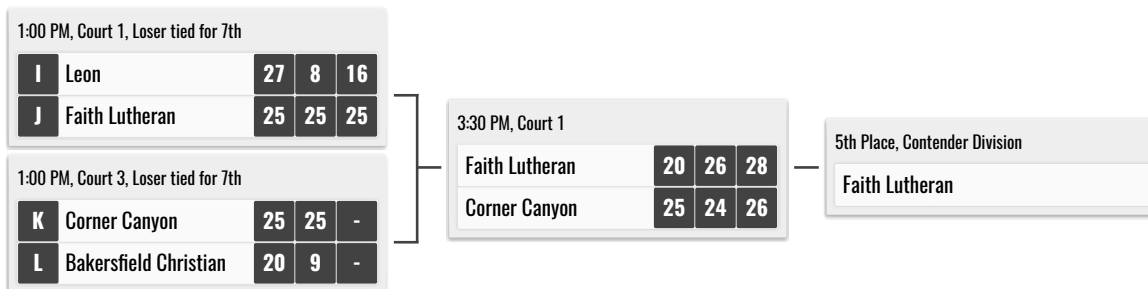 1:00 PM, Court 1, Loser tied for 7th
I Leon 27 8 16
J Faith Lutheran 25 25 25
1:00 PM, Court 3, Loser tied for 7th
K Corner Canyon 25 25 -
L Bakersfield Christian 20 9 -
3:30 PM, Court 1
Faith Lutheran 20 26 28
Corner Canyon 25 24 26
5th Place, Contender Division
Faith Lutheran